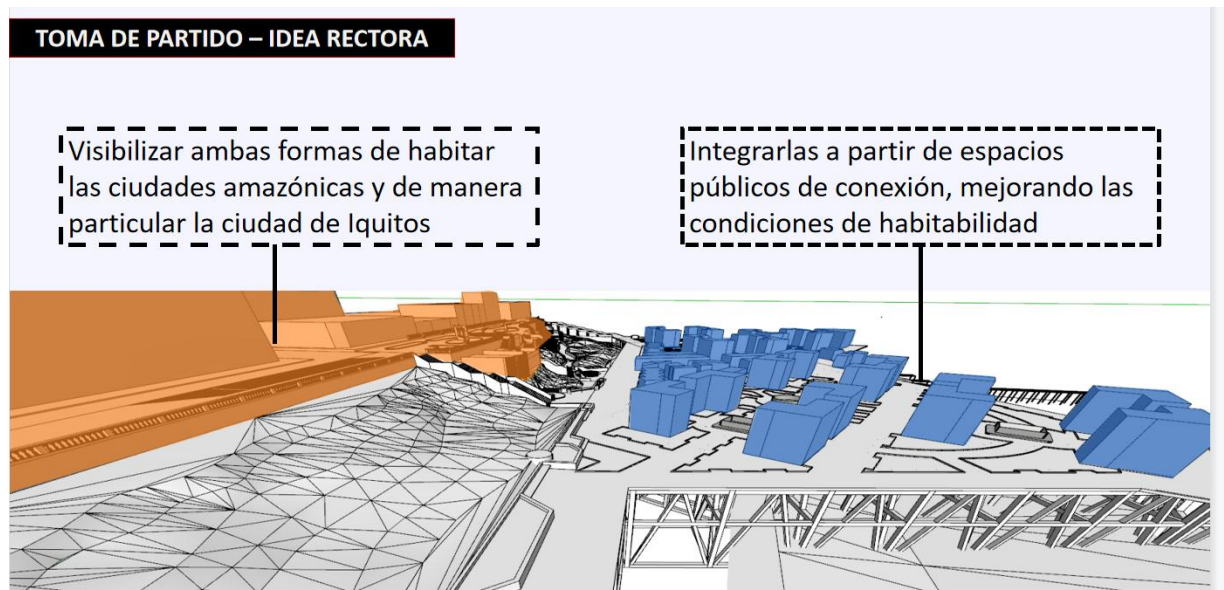 TOMA DE PARTIDO – IDEA RECTORA
Visibilizar ambas formas de habitar
las ciudades amazónicas y de manera
particular la ciudad de Iquitos
Integrarlas a partir de espacios
públicos de conexión, mejorando las
condiciones de habitabilidad